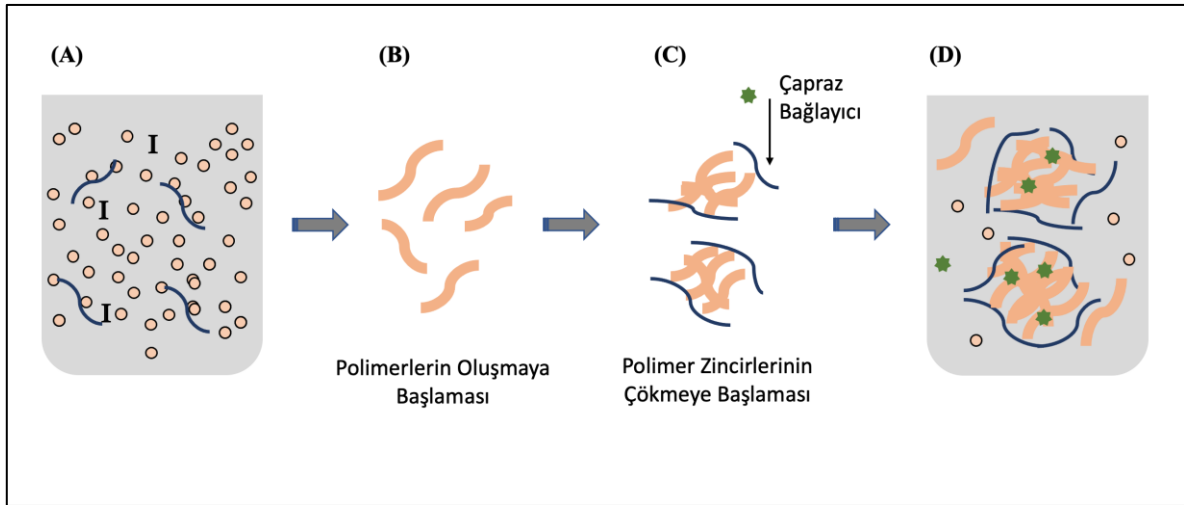 (A)
(B)
(C)
(D)
Çapraz
Bağlayıcı
I
I
I
Polimerlerin Oluşmaya
Başlaması
Polimer Zincirlerinin
Çökmeye Başlaması